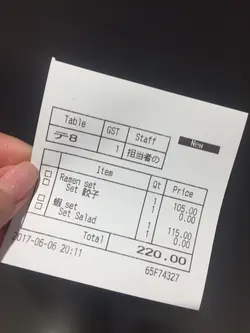 Table GST Staff New
テ8 1 担当者の
Item Qt Price
Ramen set 1 105.00
Set 餃子 1 0.00
蝦 set 1 115.00
Set Salad 1 0.00
Total 220.00
2017-06-06 20:11 65F74327